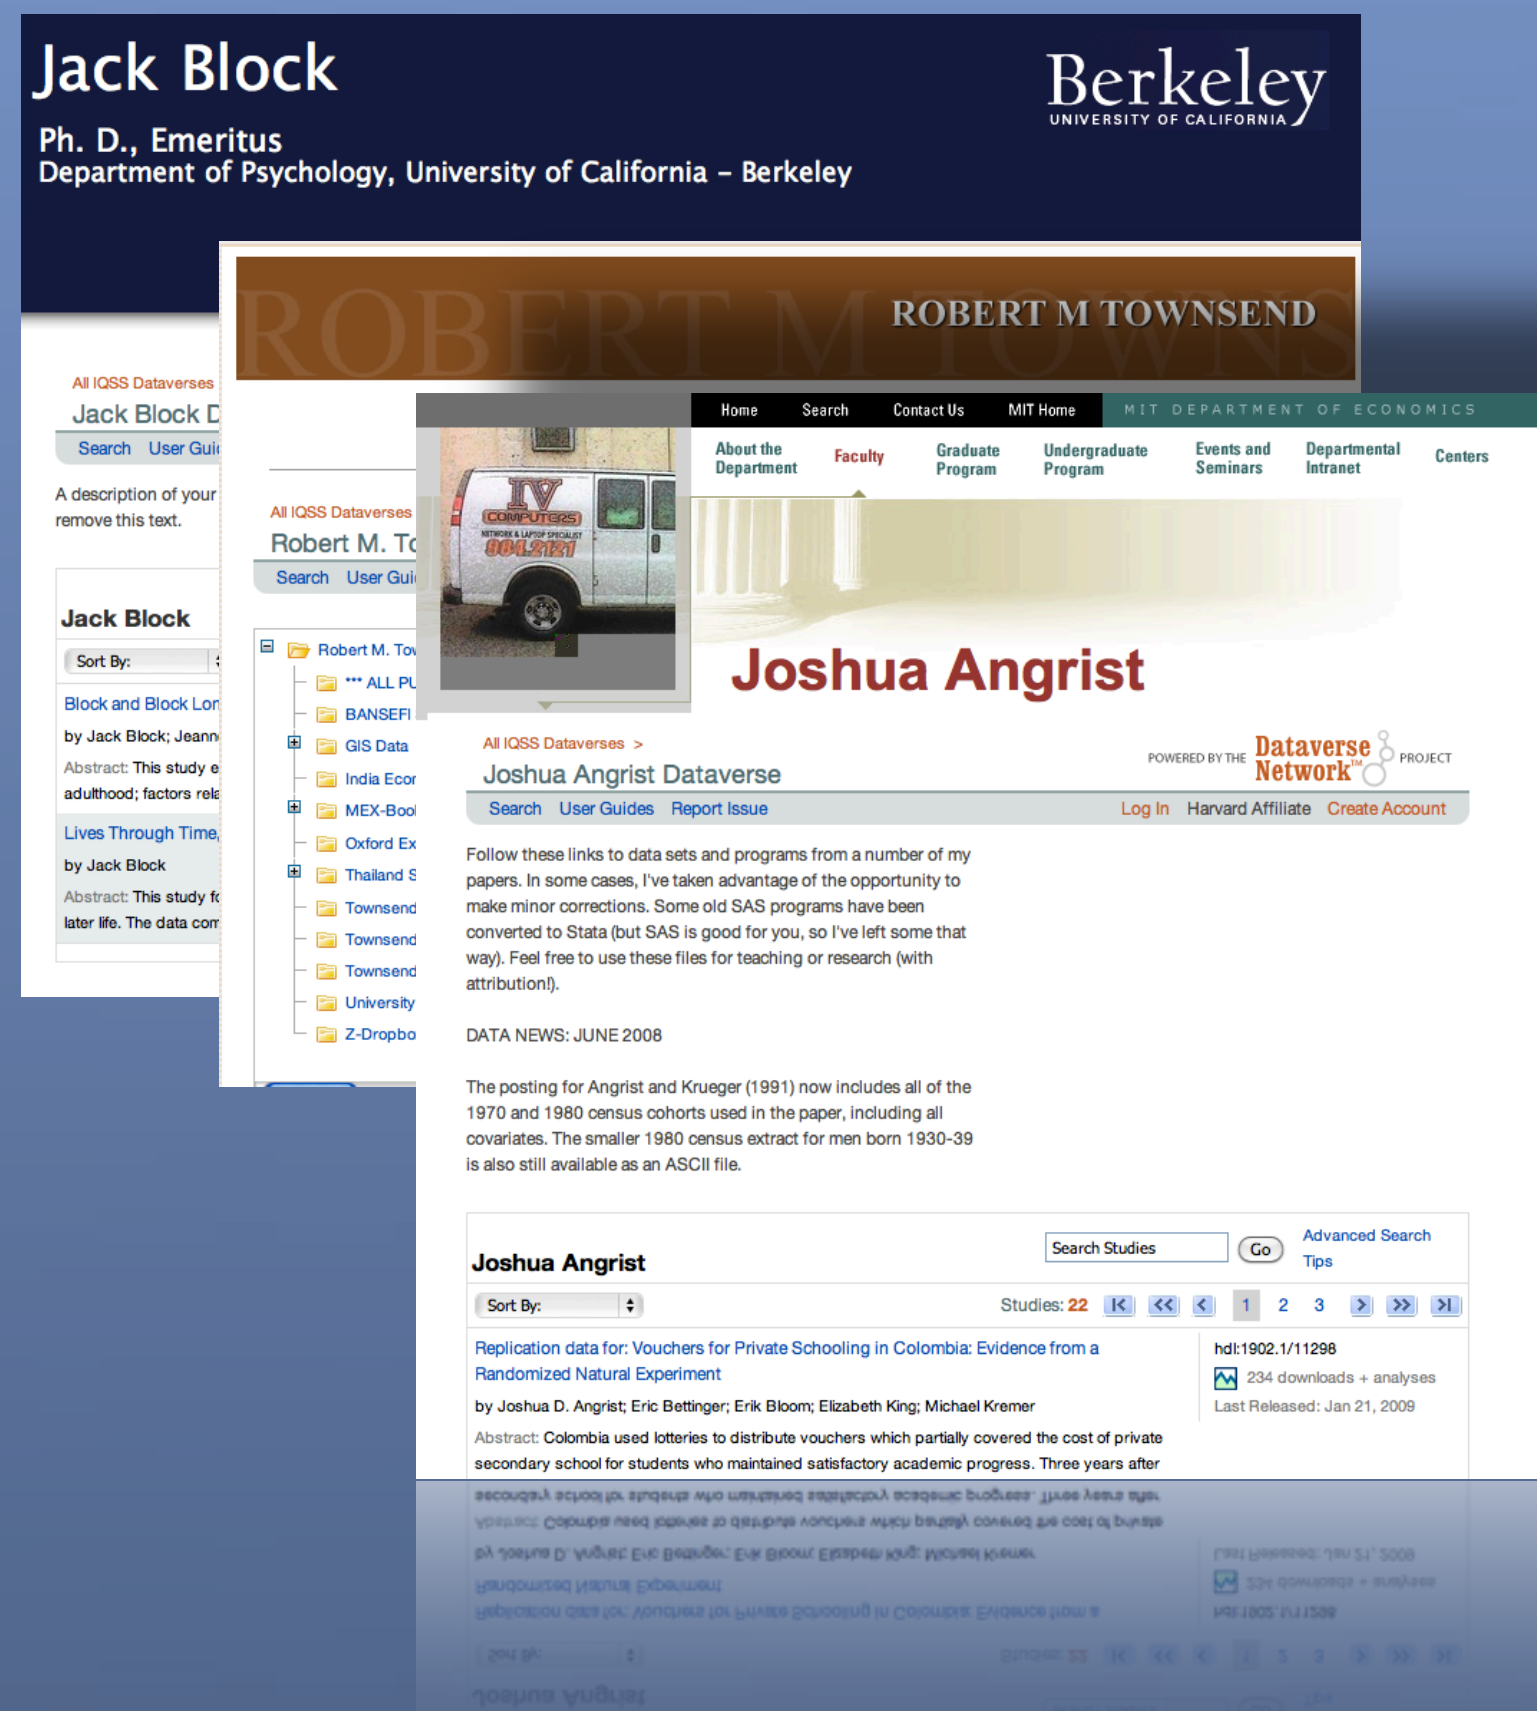 Jack Block
Berkeley
UNIVERSITY OF CALIFORNIA
Ph. D., Emeritus
Department of Psychology, University of California – Berkeley
All IQSS Dataverses
Jack Block D
Search User Guid
A description of your
remove this text.
Jack Block
Sort By:
Block and Block Lon
by Jack Block; Jeann
Abstract: This study e
adulthood; factors rela
Lives Through Time,
by Jack Block
Abstract: This study fo
later life. The data com
ROBERT M TOWNS
ROBERT M TOWNSEND
All IQSS Dataverses
Robert M. To
Search User Gui
Robert M. Tow
*** ALL PU
BANSEFI
GIS Data
India Econ
MEX-Boo
Oxford Ex
Thailand S
Townsend
Townsend
Townsend
University
Z-Dropbo
Home Search Contact Us MIT Home MIT DEPARTMENT OF ECONOMICS
About the Department Faculty Graduate Program Undergraduate Program Events and Seminars Departmental Intranet Centers
IV
COMPUTERS
NETWORK & LAPTOP SPECIALIST
984.2121
Joshua Angrist
All IQSS Dataverses >
Joshua Angrist Dataverse
POWERED BY THE Dataverse Network™ PROJECT
Search User Guides Report Issue Log In Harvard Affiliate Create Account
Follow these links to data sets and programs from a number of my
papers. In some cases, I've taken advantage of the opportunity to
make minor corrections. Some old SAS programs have been
converted to Stata (but SAS is good for you, so I've left some that
way). Feel free to use these files for teaching or research (with
attribution!).
DATA NEWS: JUNE 2008
The posting for Angrist and Krueger (1991) now includes all of the
1970 and 1980 census cohorts used in the paper, including all
covariates. The smaller 1980 census extract for men born 1930-39
is also still available as an ASCII file.
Joshua Angrist
Search Studies Go Advanced Search
Tips
Sort By: Studies: 22 1 2 3
Replication data for: Vouchers for Private Schooling in Colombia: Evidence from a
Randomized Natural Experiment
by Joshua D. Angrist; Eric Bettinger; Erik Bloom; Elizabeth King; Michael Kremer
Abstract: Colombia used lotteries to distribute vouchers which partially covered the cost of private
secondary school for students who maintained satisfactory academic progress. Three years after
hdl:1902.1/11298
234 downloads + analyses
Last Released: Jan 21, 2009